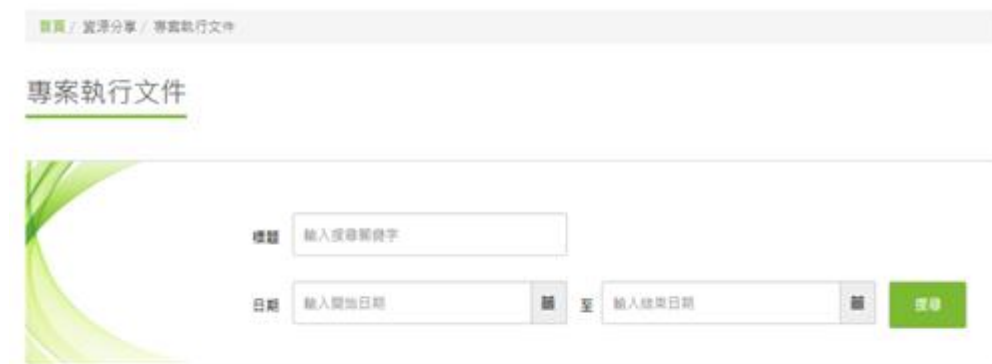 首頁 / 資源分享 / 專案執行文件
專案執行文件
標題 輸入搜尋關鍵字
日期 輸入開始日期 至 輸入結束日期 搜尋